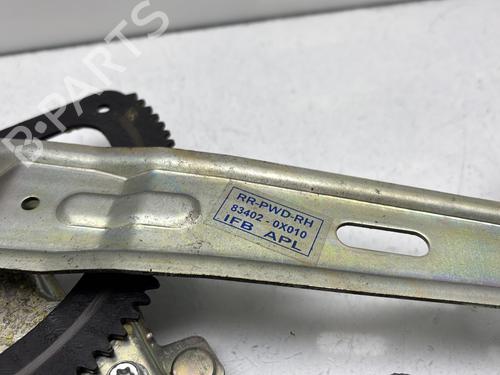 B-PARTS
RR-PWD-RH
83402-0X010
IFB APL